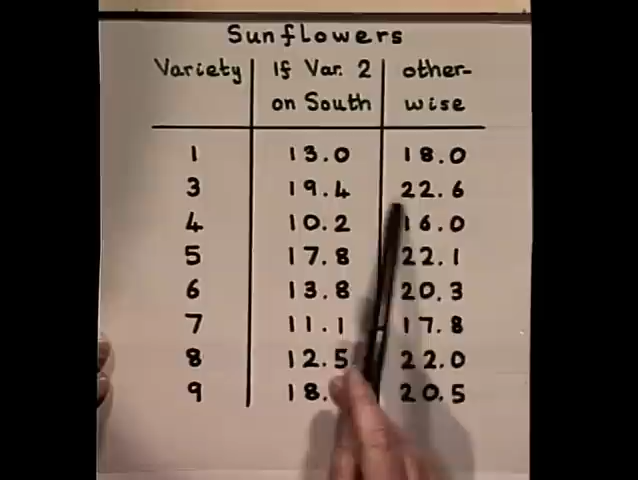 Sunflowers
Variety If Var. 2 other-
on South wise
1 13.0 18.0
3 19.4 22.6
4 10.2 16.0
5 17.8 22.1
6 13.8 20.3
7 11.1 17.8
8 12.5 22.0
9 18. 20.5